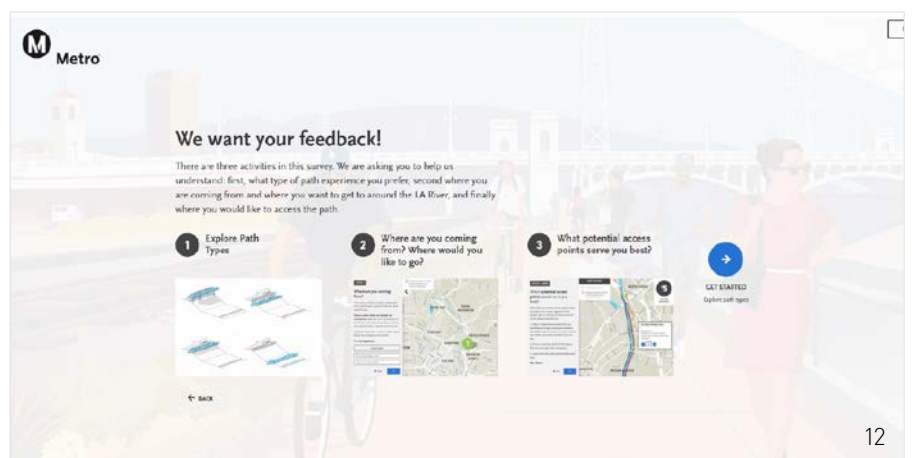 M
Metro
We want your feedback!
There are three activities in this survey. We are asking you to help us
understand: first, what type of path experience you prefer, second where you
are coming from and where you want to get to around the LA River, and finally
where you would like to access the path.
1 Explore Path
Types
2 Where are you coming
from? Where would you
like to go?
3 What potential access
points serve you best?
GET STARTED
Explore path types
← BACK
12